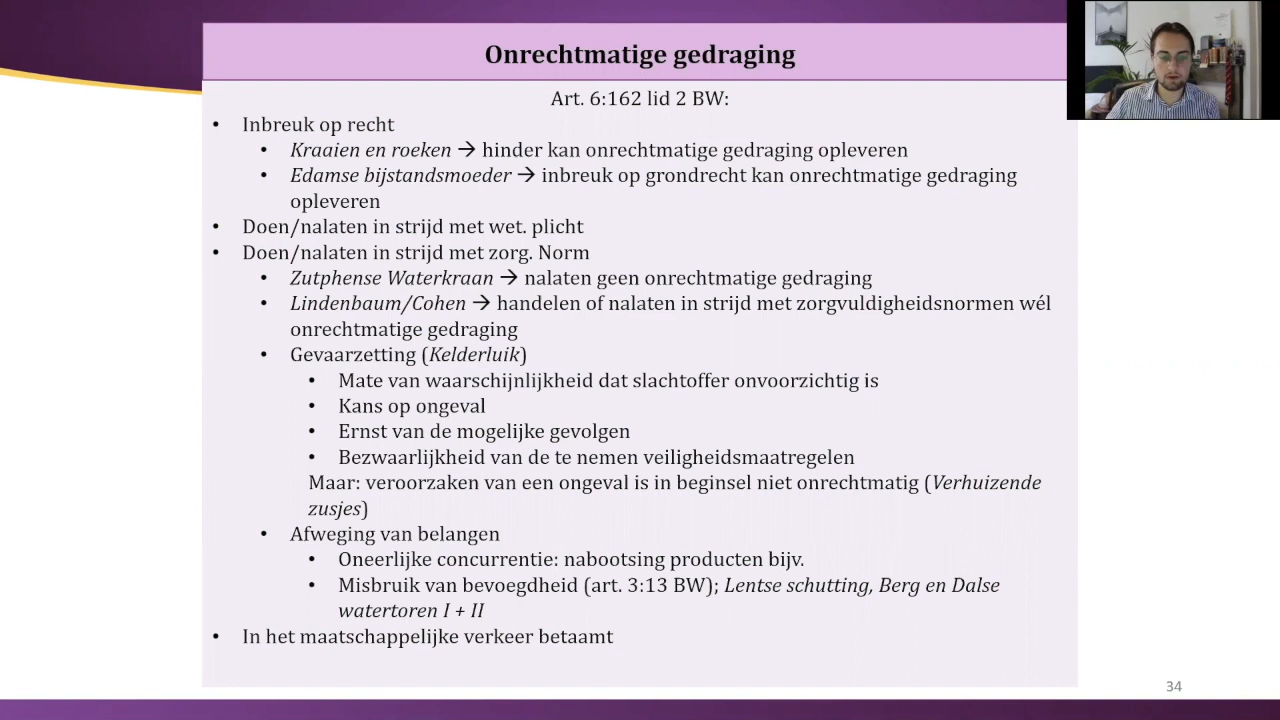 Onrechtmatige gedraging
Art. 6:162 lid 2 BW:
• Inbreuk op recht
• Kraaien en roeken → hinder kan onrechtmatige gedraging opleveren
• Edamse bijstandsmoeder → inbreuk op grondrecht kan onrechtmatige gedraging
opleveren
• Doen/nalaten in strijd met wet. plicht
• Doen/nalaten in strijd met zorg. Norm
• Zutphense Waterkraan → nalaten geen onrechtmatige gedraging
• Lindenbaum/Cohen → handelen of nalaten in strijd met zorgvuldigheidsnormen wél
onrechtmatige gedraging
• Gevaarzetting (Kelderluik)
• Mate van waarschijnlijkheid dat slachtoffer onvoorzichtig is
• Kans op ongeval
• Ernst van de mogelijke gevolgen
• Bezwaarlijkheid van de te nemen veiligheidsmaatregelen
Maar: veroorzaken van een ongeval is in beginsel niet onrechtmatig (Verhuizende
zusjes)
• Afweging van belangen
• Oneerlijke concurrentie: nabootsing producten bijv.
• Misbruik van bevoegdheid (art. 3:13 BW); Lentse schutting, Berg en Dalse
watertoren I + II
• In het maatschappelijke verkeer betaamt
34